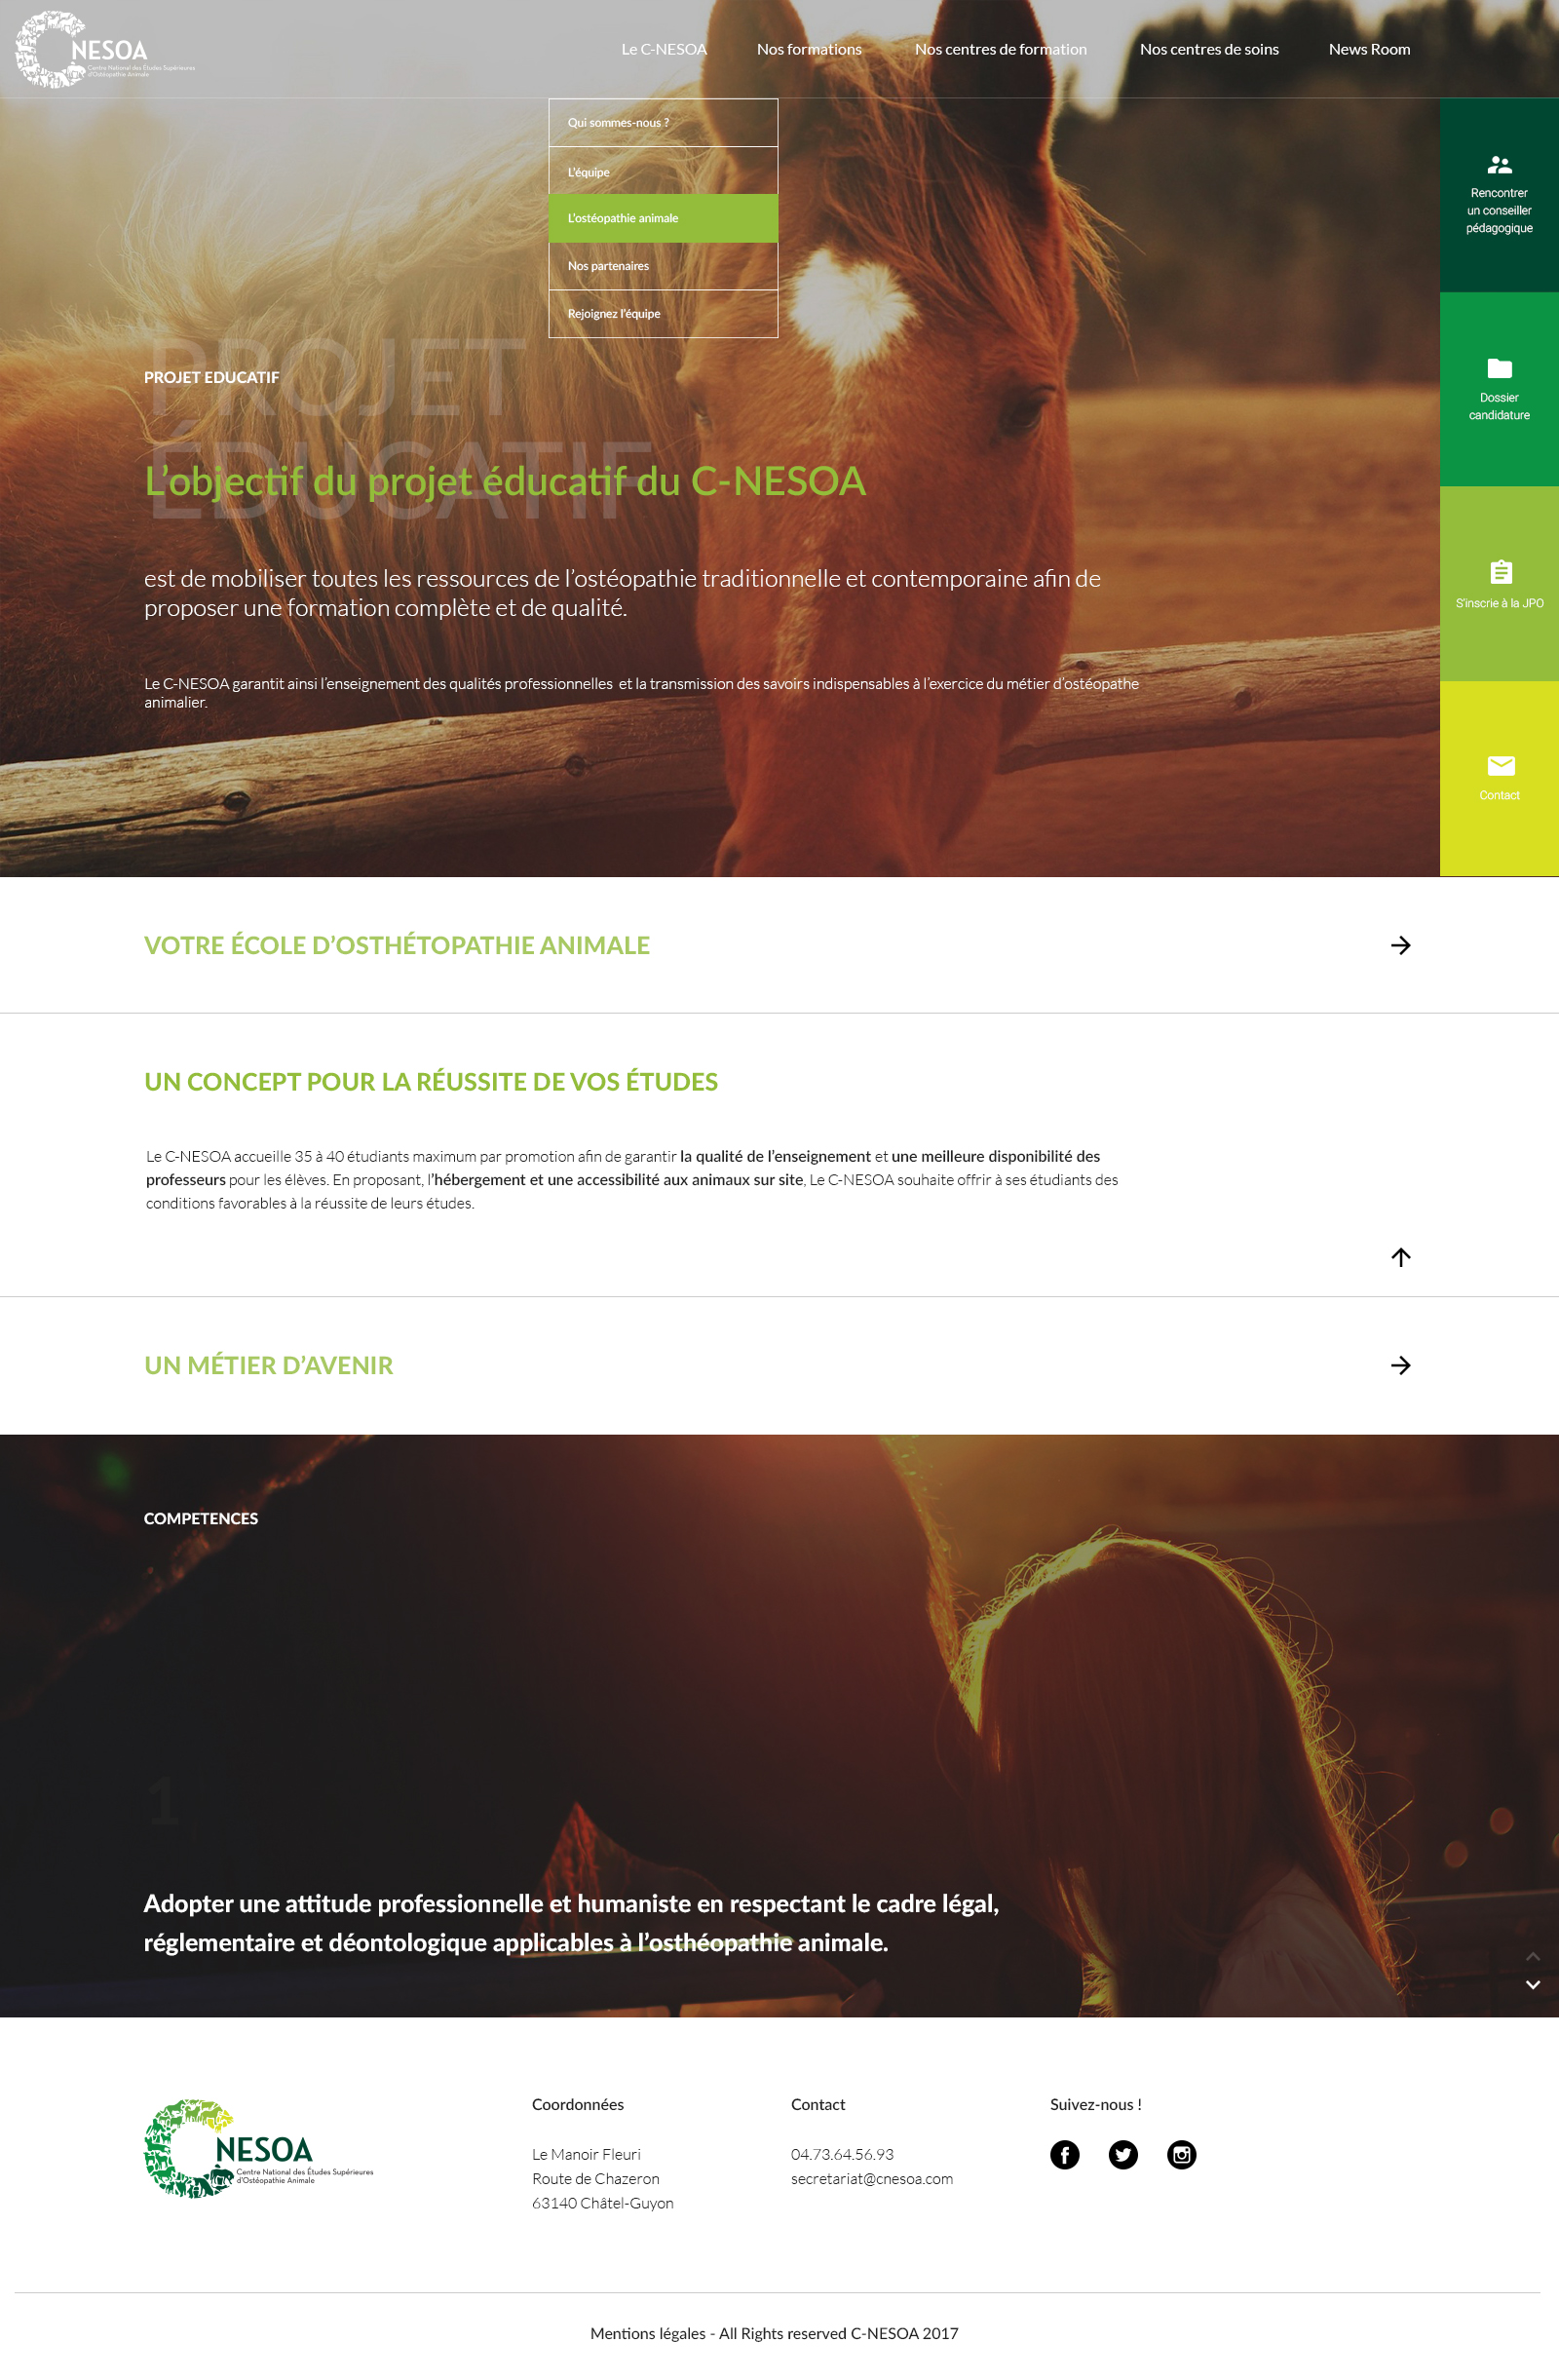 NESOA
Centre National des Études Supérieures
d'Ostéopathie Animale
Le C-NESOA
Nos formations
Nos centres de formation
Nos centres de soins
News Room
Qui sommes-nous ?
L'équipe
L'ostéopathie animale
Nos partenaires
Rejoignez l'équipe
Rencontrer
un conseiller
pédagogique
Dossier
candidature
S'inscrie à la JPO
Contact
PROJET
ÉDUCATIF
PROJET EDUCATIF
L'objectif du projet éducatif du C-NESOA
est de mobiliser toutes les ressources de l'ostéopathie traditionnelle et contemporaine afin de
proposer une formation complète et de qualité.
Le C-NESOA garantit ainsi l'enseignement des qualités professionnelles et la transmission des savoirs indispensables à l'exercice du métier d'ostéopathe
animalier.
VOTRE ÉCOLE D'OSTHÉTOPATHIE ANIMALE
UN CONCEPT POUR LA RÉUSSITE DE VOS ÉTUDES
Le C-NESOA accueille 35 à 40 étudiants maximum par promotion afin de garantir la qualité de l'enseignement et une meilleure disponibilité des
professeurs pour les élèves. En proposant, l'hébergement et une accessibilité aux animaux sur site, Le C-NESOA souhaite offrir à ses étudiants des
conditions favorables à la réussite de leurs études.
UN MÉTIER D'AVENIR
COMPETENCES
1,
Adopter une attitude professionnelle et humaniste en respectant le cadre légal,
réglementaire et déontologique applicables à l'osthéopathie animale.
NESOA
Centre National des Études Supérieures
d'Ostéopathie Animale
Coordonnées
Le Manoir Fleuri
Route de Chazeron
63140 Châtel-Guyon
Contact
04.73.64.56.93
secretariat@cnesoa.com
Suivez-nous !
Mentions légales - All Rights reserved C-NESOA 2017